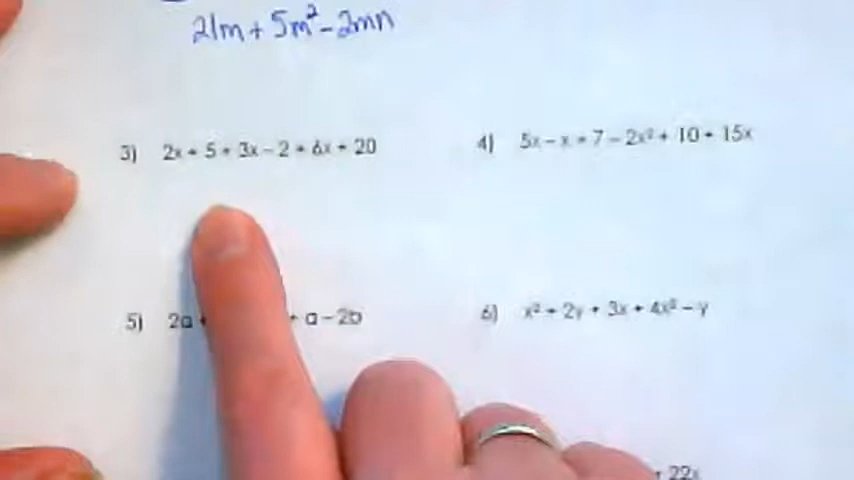 21m + 5m² - 2mn
3) 2x + 5 + 3x - 2 + 6x + 20
4) 5x - x + 7 - 2x² + 10 + 15x
5) 2a + a - 2b
6) x² + 2y + 3x + 4x² - y
+ 22x